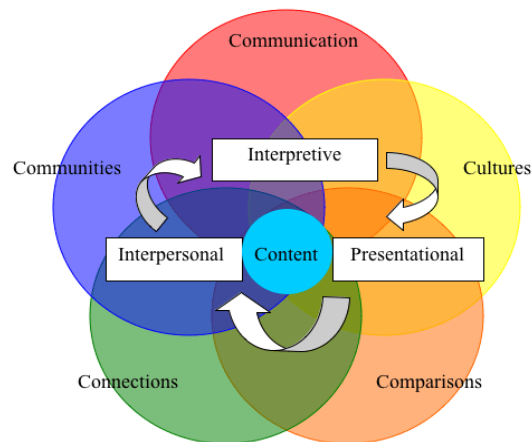 Communication
Interpretive
Communities
Cultures
Interpersonal
Content
Presentational
Connections
Comparisons